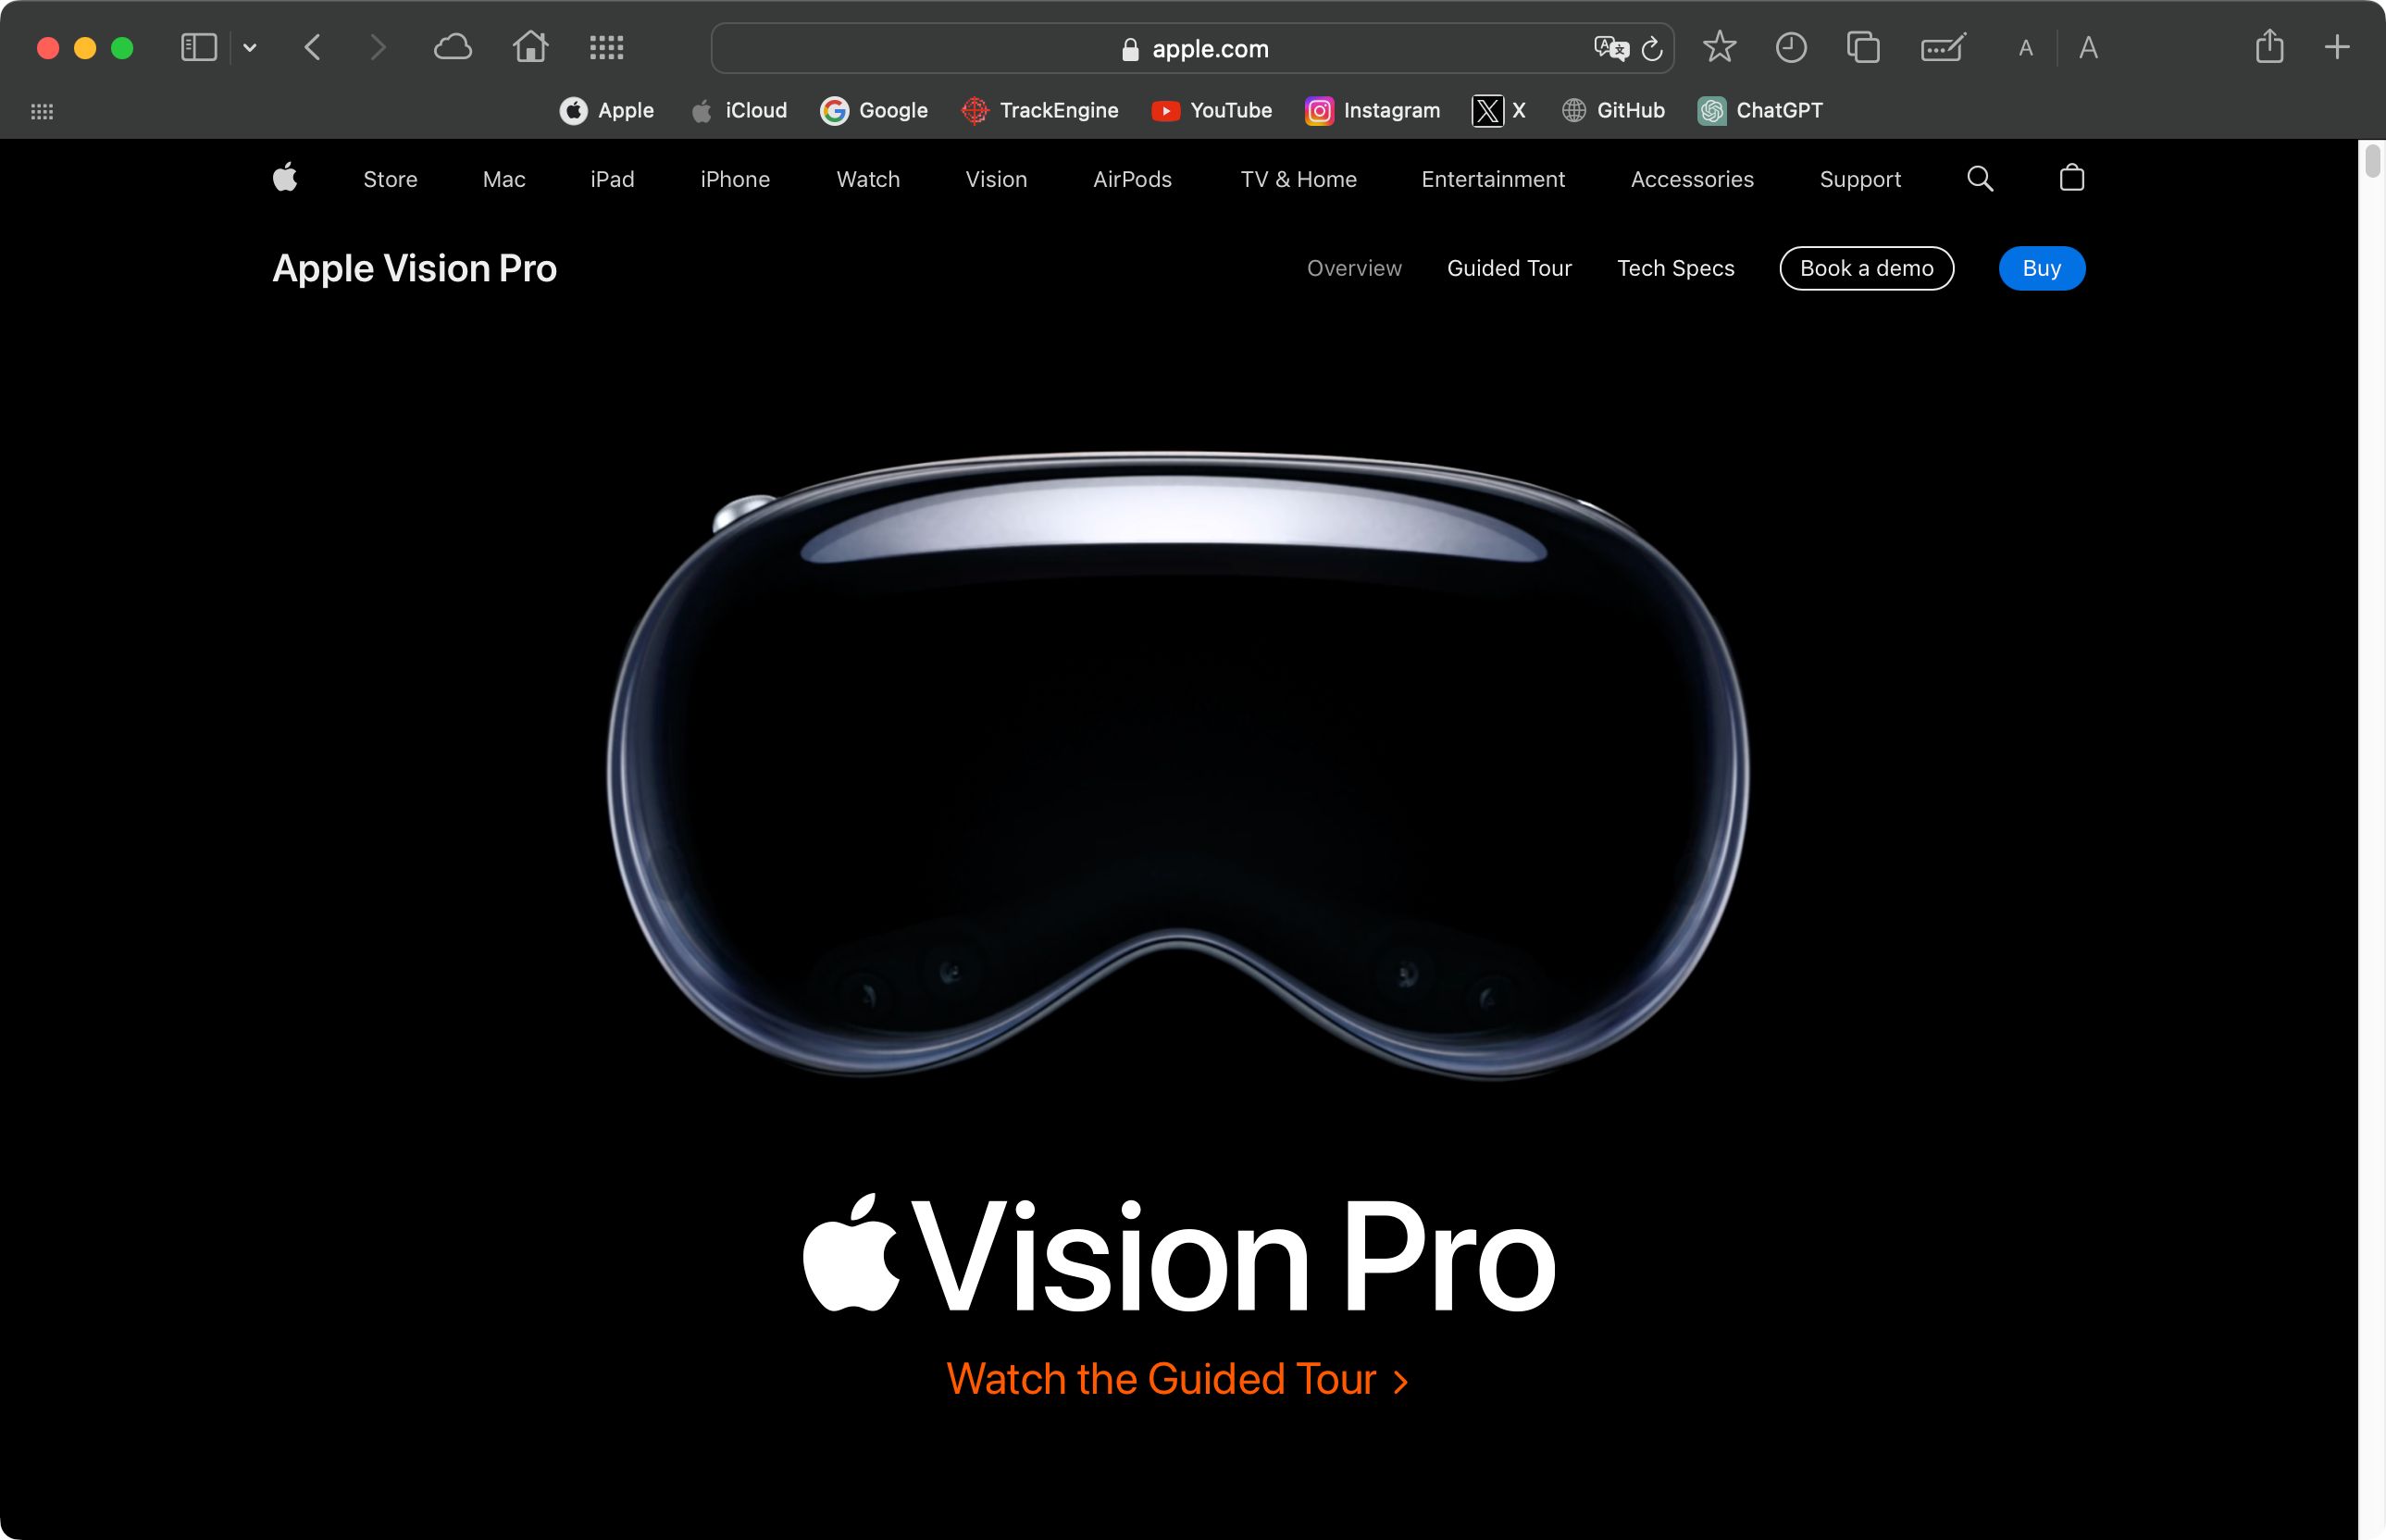 apple.com
A A
Apple iCloud Google TrackEngine YouTube Instagram X GitHub ChatGPT
Store Mac iPad iPhone Watch Vision AirPods TV & Home Entertainment Accessories Support
Apple Vision Pro Overview Guided Tour Tech Specs Book a demo Buy
Vision Pro
Watch the Guided Tour >